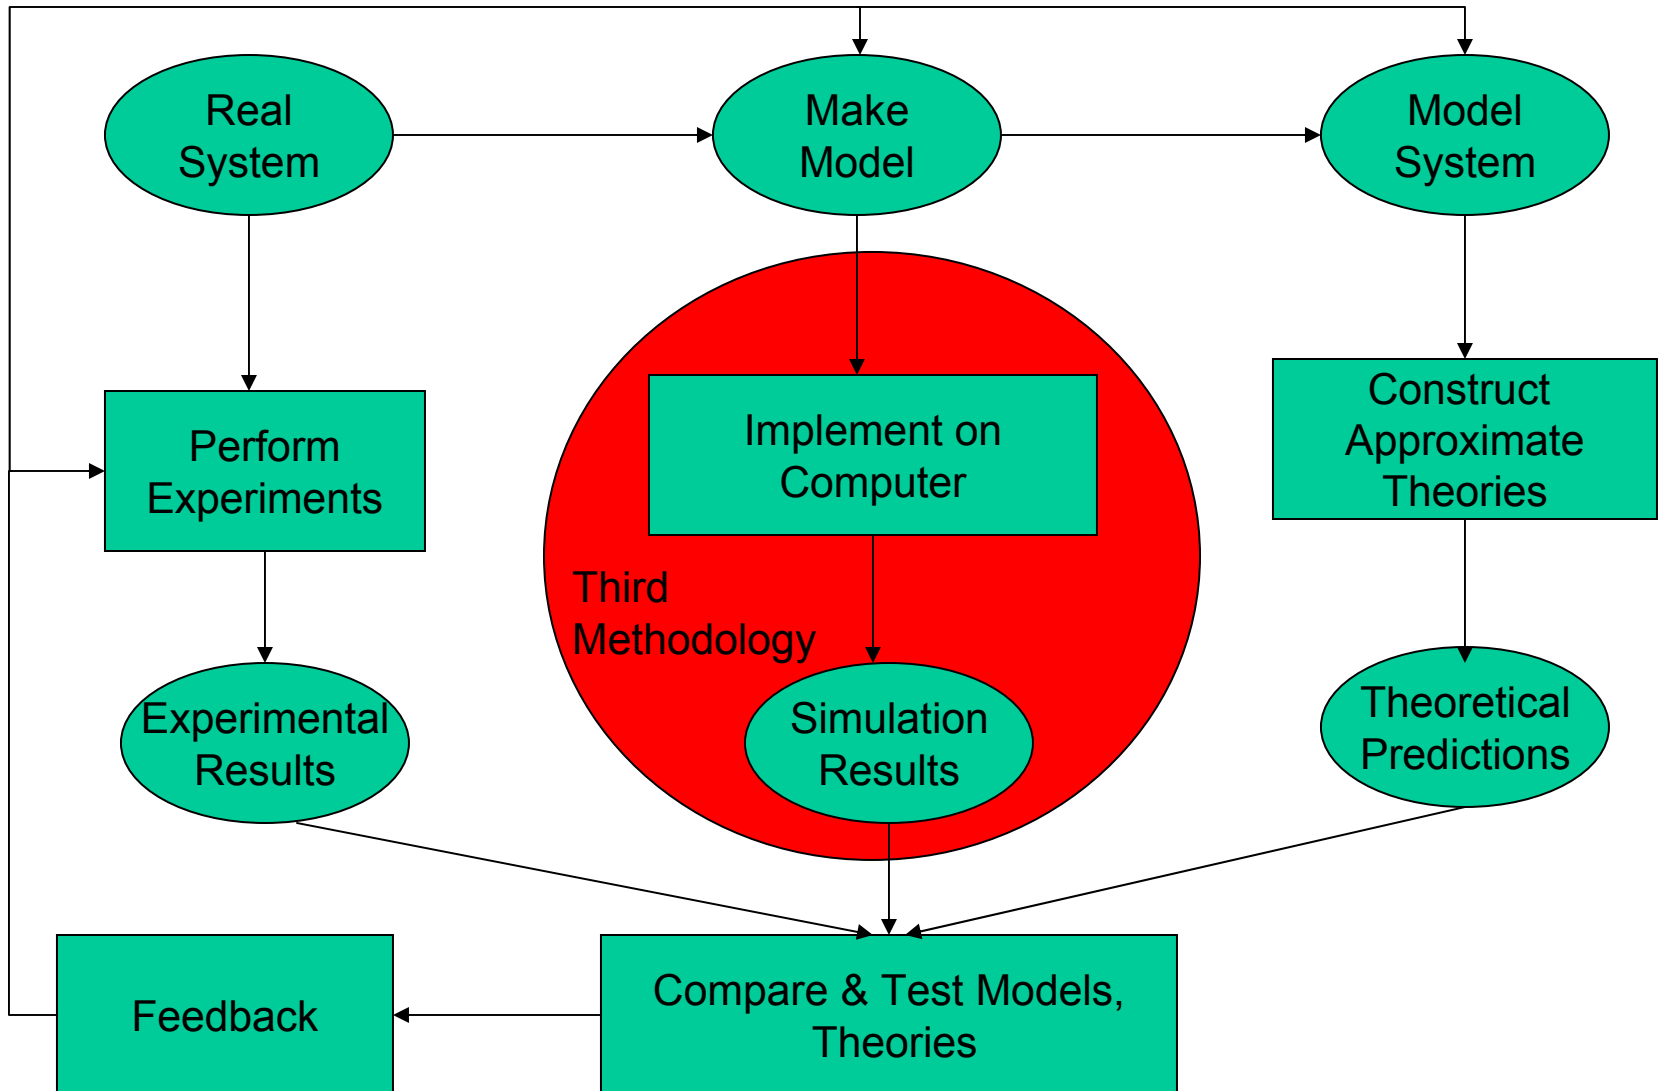 Real
System
Make
Model
Model
System
Perform
Experiments
Implement on
Computer
Construct
Approximate
Theories
Third
Methodology
Experimental
Results
Simulation
Results
Theoretical
Predictions
Feedback
Compare & Test Models,
Theories